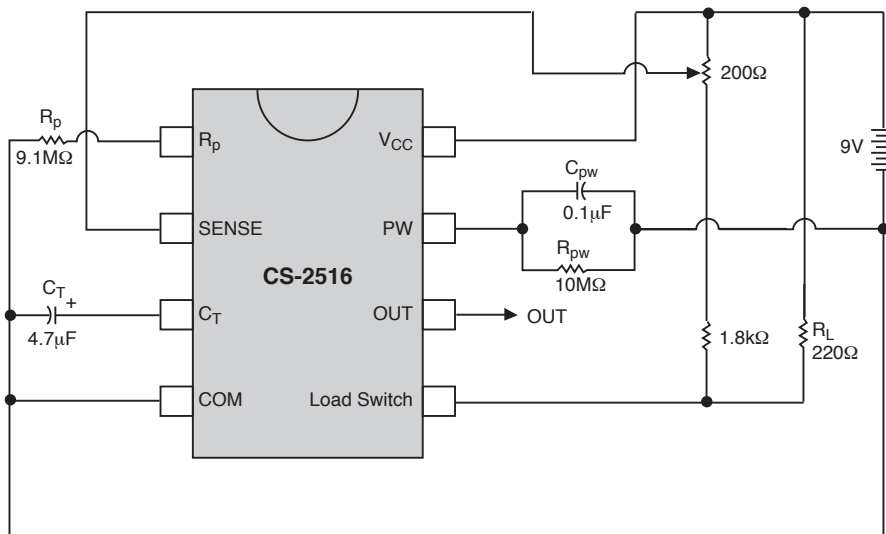 200Ω
R_p
9.1MΩ
R_p
V_CC
9V
C_pw
0.1μF
SENSE
PW
R_pw
10MΩ
CS-2516
C_T
+
4.7μF
C_T
OUT
OUT
1.8kΩ
R_L
220Ω
COM
Load Switch